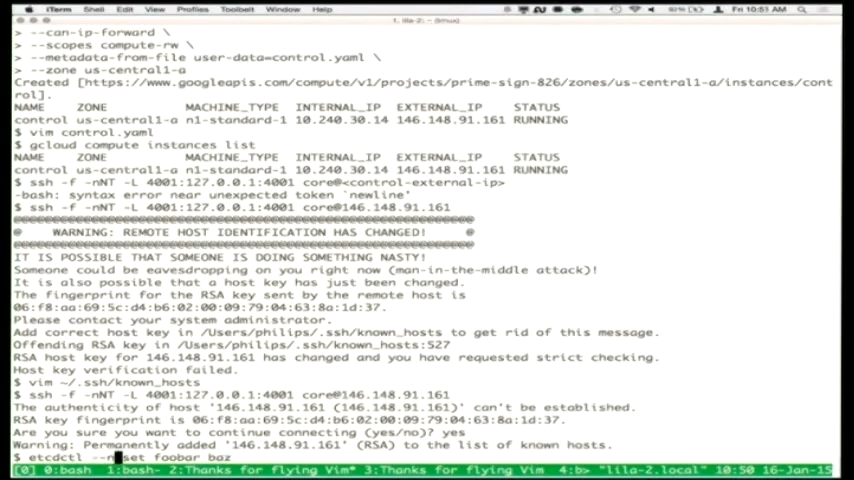 iTerm Shell Edit View Profiles Toolbelt Window Help Fri 10:51 AM
1. lila-2: ~ (tmux)
> --can-ip-forward \
> --scopes compute-rw \
> --metadata-from-file user-data=control.yaml \
> --zone us-central1-a
Created [https://www.googleapis.com/compute/v1/projects/prime-sign-826/zones/us-central1-a/instances/cont
rol].
NAME ZONE MACHINE_TYPE INTERNAL_IP EXTERNAL_IP STATUS
control us-central1-a n1-standard-1 10.240.30.14 146.148.91.161 RUNNING
$ vim control.yaml
$ gcloud compute instances list
NAME ZONE MACHINE_TYPE INTERNAL_IP EXTERNAL_IP STATUS
control us-central1-a n1-standard-1 10.240.30.14 146.148.91.161 RUNNING
$ ssh -f -nNT -L 4001:127.0.0.1:4001 core@<control-external-ip>
-bash: syntax error near unexpected token `newline'
$ ssh -f -nNT -L 4001:127.0.0.1:4001 core@146.148.91.161
@@@@@@@@@@@@@@@@@@@@@@@@@@@@@@@@@@@@@@@@@@@@@@@@@@@@@@@@@@@
@ WARNING: REMOTE HOST IDENTIFICATION HAS CHANGED! @
@@@@@@@@@@@@@@@@@@@@@@@@@@@@@@@@@@@@@@@@@@@@@@@@@@@@@@@@@@@
IT IS POSSIBLE THAT SOMEONE IS DOING SOMETHING NASTY!
Someone could be eavesdropping on you right now (man-in-the-middle attack)!
It is also possible that a host key has just been changed.
The fingerprint for the RSA key sent by the remote host is
06:f8:aa:69:5c:d4:b6:02:00:09:79:04:63:8a:1d:37.
Please contact your system administrator.
Add correct host key in /Users/philips/.ssh/known_hosts to get rid of this message.
Offending RSA key in /Users/philips/.ssh/known_hosts:527
RSA host key for 146.148.91.161 has changed and you have requested strict checking.
Host key verification failed.
$ vim ~/.ssh/known_hosts
$ ssh -f -nNT -L 4001:127.0.0.1:4001 core@146.148.91.161
The authenticity of host '146.148.91.161 (146.148.91.161)' can't be established.
RSA key fingerprint is 06:f8:aa:69:5c:d4:b6:02:00:09:79:04:63:8a:1d:37.
Are you sure you want to continue connecting (yes/no)? yes
Warning: Permanently added '146.148.91.161' (RSA) to the list of known hosts.
$ etcdctl --n set foobar baz
[0] 0:bash 1:bash- 2:Thanks for flying Vim* 3:Thanks for flying Vim 4:b> "lila-2.local" 10:50 16-Jan-15